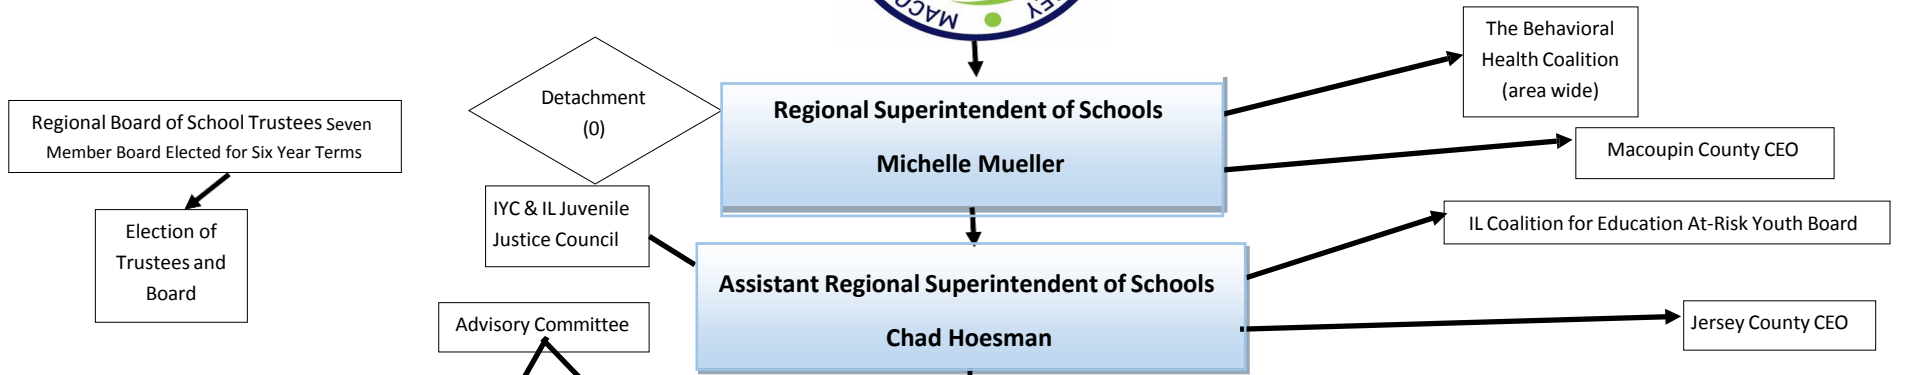 MACO
SEY
The Behavioral
Health Coalition
(area wide)
Detachment
(0)
Regional Superintendent of Schools
Michelle Mueller
Regional Board of School Trustees Seven
Member Board Elected for Six Year Terms
Macoupin County CEO
IYC & IL Juvenile
Justice Council
IL Coalition for Education At-Risk Youth Board
Election of
Trustees and
Board
Assistant Regional Superintendent of Schools
Chad Hoesman
Advisory Committee
Jersey County CEO